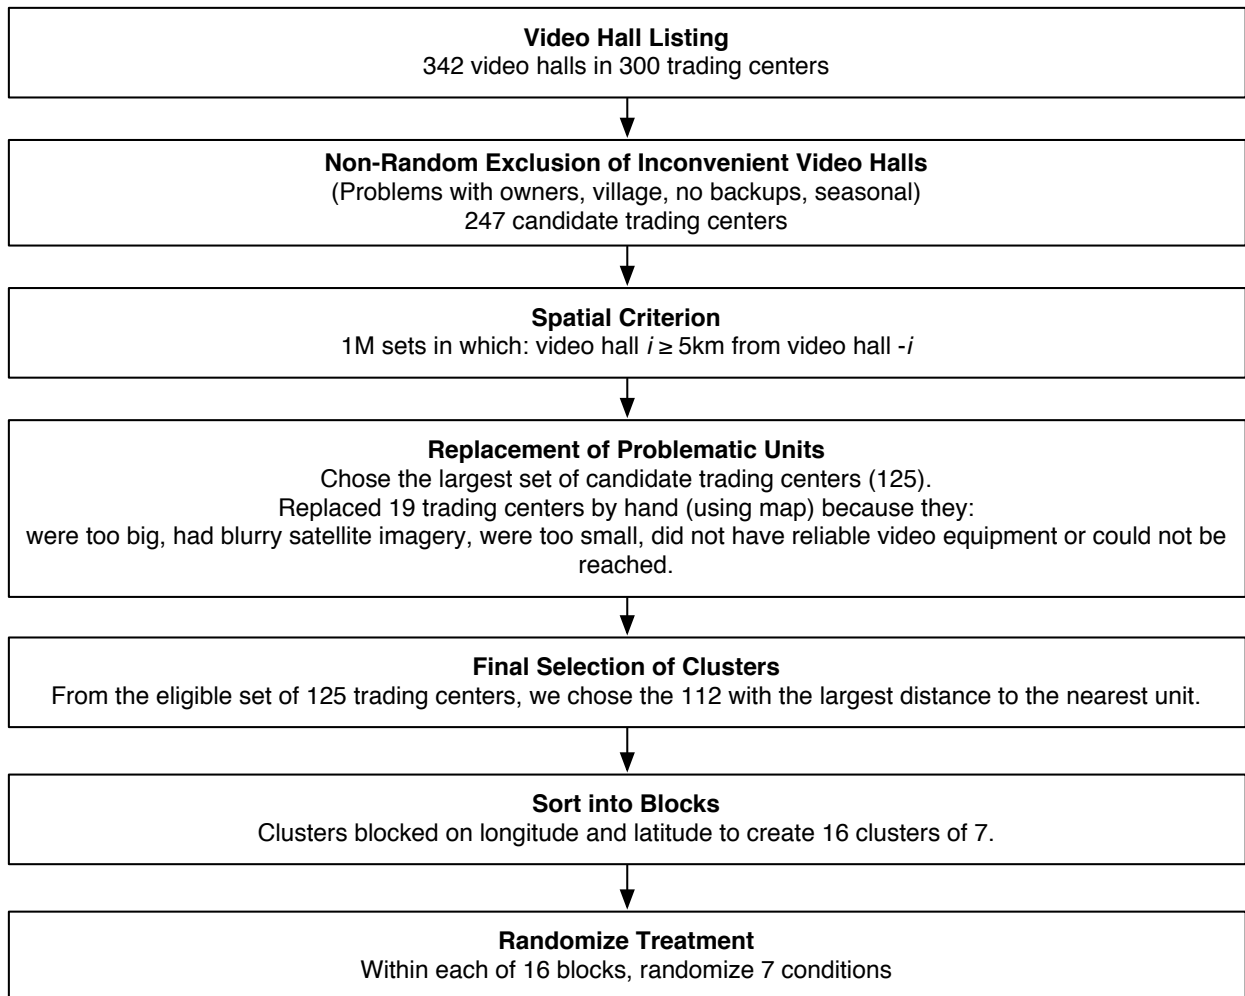 Video Hall Listing
342 video halls in 300 trading centers
Non-Random Exclusion of Inconvenient Video Halls
(Problems with owners, village, no backups, seasonal)
247 candidate trading centers
Spatial Criterion
1M sets in which: video hall i ≥ 5km from video hall -i
Replacement of Problematic Units
Chose the largest set of candidate trading centers (125).
Replaced 19 trading centers by hand (using map) because they:
were too big, had blurry satellite imagery, were too small, did not have reliable video equipment or could not be
reached.
Final Selection of Clusters
From the eligible set of 125 trading centers, we chose the 112 with the largest distance to the nearest unit.
Sort into Blocks
Clusters blocked on longitude and latitude to create 16 clusters of 7.
Randomize Treatment
Within each of 16 blocks, randomize 7 conditions